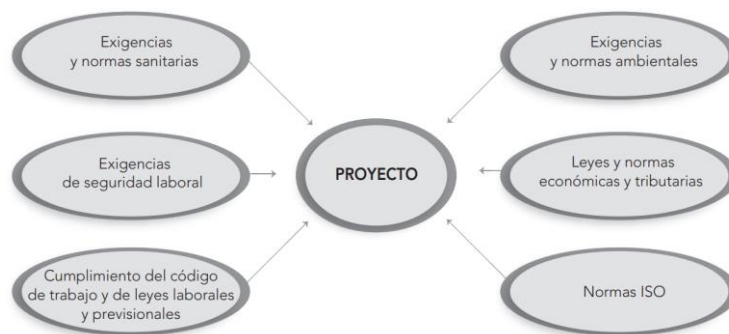 Exigencias
y normas sanitarias
Exigencias
y normas ambientales
Exigencias
de seguridad laboral
PROYECTO
Leyes y normas
económicas y tributarias
Cumplimiento del código
de trabajo y de leyes laborales
y previsionales
Normas ISO